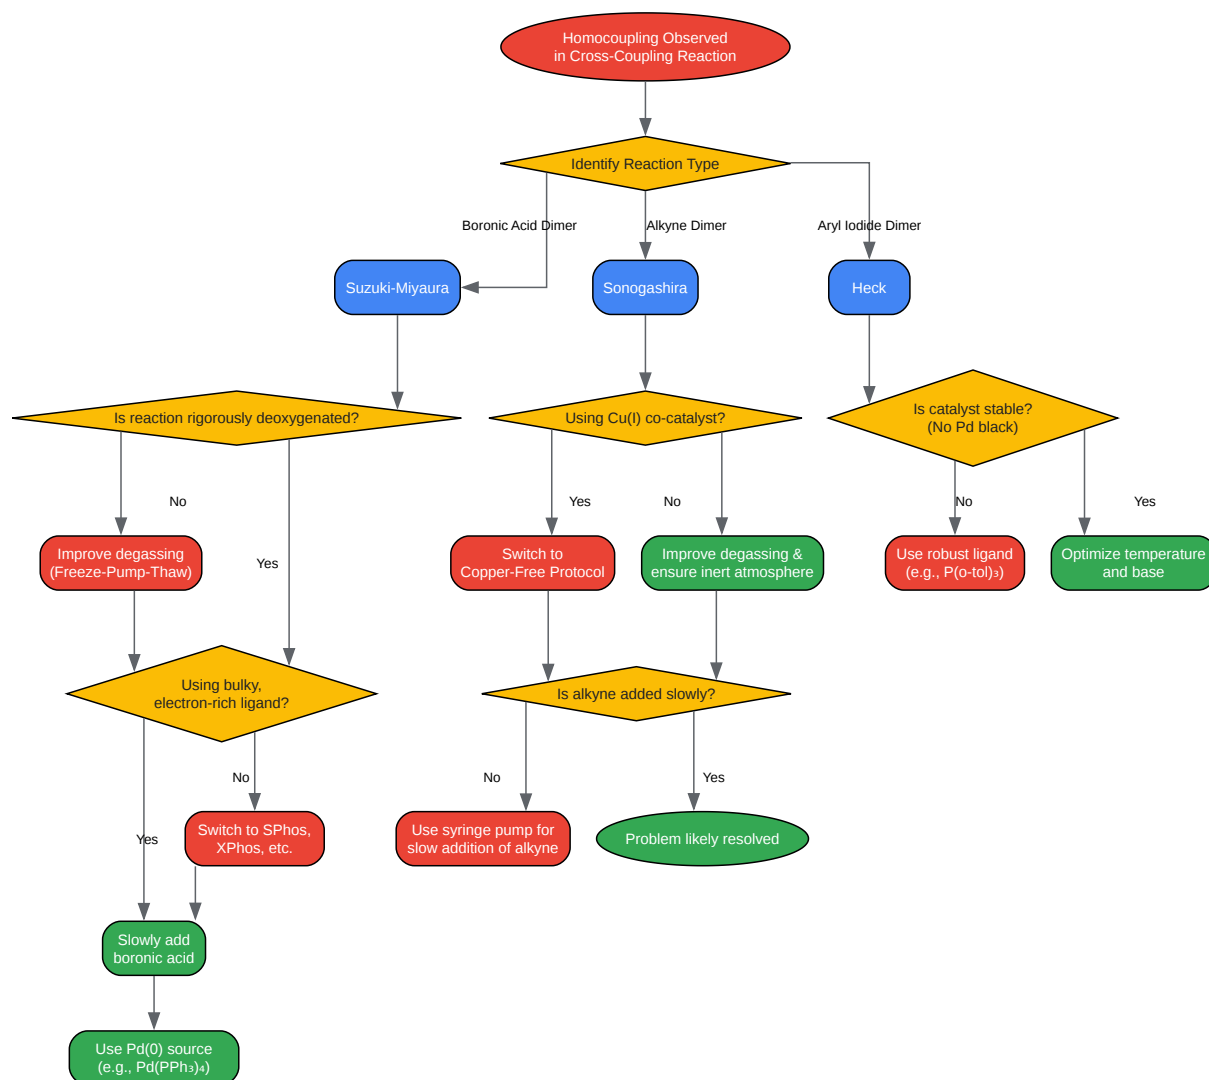 Homocoupling Observed
in Cross-Coupling Reaction
Identify Reaction Type
Boronic Acid Dimer
Alkyne Dimer
Aryl Iodide Dimer
Suzuki-Miyaura
Sonogashira
Heck
Is reaction rigorously deoxygenated?
Using Cu(I) co-catalyst?
Is catalyst stable?
(No Pd black)
No
Yes
No
No
Yes
Improve degassing
(Freeze-Pump-Thaw)
Yes
Switch to
Copper-Free Protocol
Improve degassing &
ensure inert atmosphere
Use robust ligand
(e.g., P(o-tol)₃)
Optimize temperature
and base
Using bulky,
electron-rich ligand?
Is alkyne added slowly?
No
No
Yes
Yes
Switch to SPhos,
XPhos, etc.
Use syringe pump for
slow addition of alkyne
Problem likely resolved
Slowly add
boronic acid
Use Pd(0) source
(e.g., Pd(PPh₃)₄)